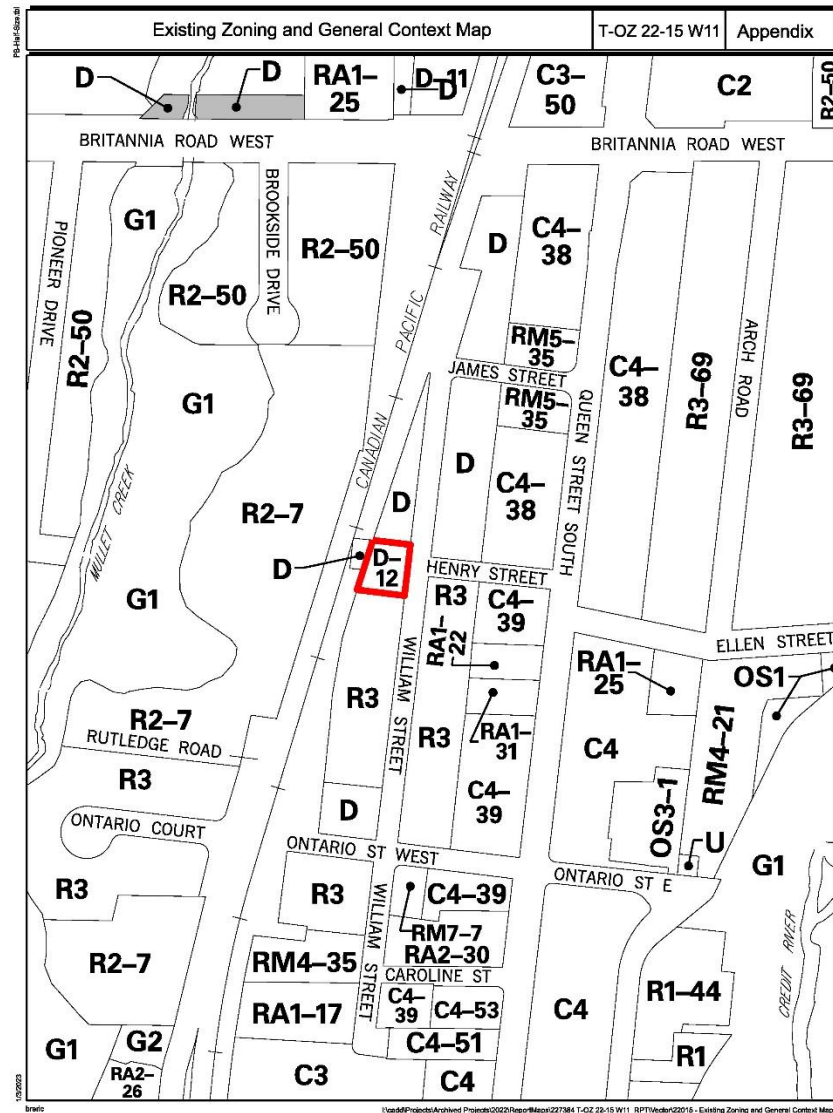 PB-Half-Size.tbl
Existing Zoning and General Context Map
T-OZ 22-15 W11
Appendix
D
D
RA1–
25
D–11
D
C3–
50
C2
R2–50
BRITANNIA ROAD WEST
BRITANNIA ROAD WEST
PIONEER DRIVE
G1
BROOKSIDE DRIVE
R2–50
R2–50
R2–50
CANADIAN PACIFIC RAILWAY
D
C4–
38
RM5–
35
JAMES STREET
RM5–
35
QUEEN STREET SOUTH
C4–
38
R3–69
ARCH ROAD
R3–69
G1
MULLET CREEK
R2–7
D
D
C4–
38
D
D–
12
HENRY STREET
G1
R3
C4–
39
RA1–
22
WILLIAM STREET
ELLEN STREET
RA1–
25
OS1
R2–7
RUTLEDGE ROAD
R3
R3
RA1–
31
C4
RM4–21
R3
ONTARIO COURT
D
C4–
39
OS3–1
U
ONTARIO ST WEST
ONTARIO ST E
G1
R3
R3
C4–39
RM7–7
RA2–30
WILLIAM STREET
R2–7
RM4–35
CAROLINE ST
CREDIT RIVER
RA1–17
C4–
39
C4–53
C4
R1–44
G1
G2
C4–51
R1
RA2–
26
C3
C4
1/3/2023